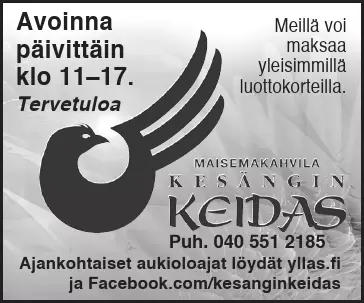 Avoinna
päivittäin
klo 11–17.
Tervetuloa
Meillä voi
maksaa
yleisimmillä
luottokorteilla.
MAISEMAKAHVILA
KESÄNGIN
KEIDAS
Puh. 040 551 2185
Ajankohtaiset aukioloajat löydät yllas.fi
ja Facebook.com/kesanginkeidas